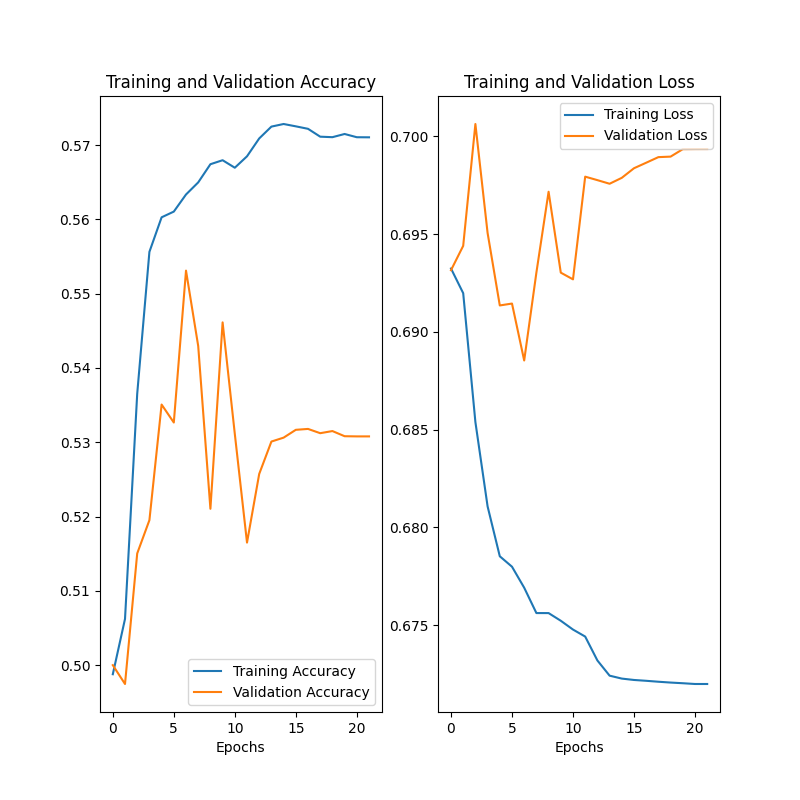 Training and Validation Accuracy
0.57
0.56
0.55
0.54
0.53
0.52
0.51
0.50
Training Accuracy
Validation Accuracy
0 5 10 15 20
Epochs
Training and Validation Loss
Training Loss
Validation Loss
0.700
0.695
0.690
0.685
0.680
0.675
0 5 10 15 20
Epochs